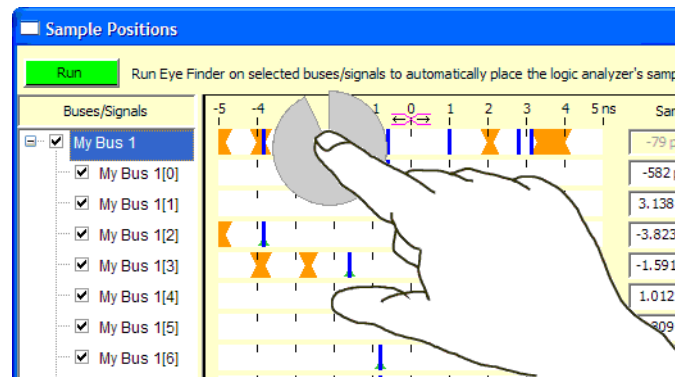 Sample Positions
Run Run Eye Finder on selected buses/signals to automatically place the logic analyzer's
Buses/Signals -5 -4 1 0 1 2 3 4 5 ns
My Bus 1 -79
My Bus 1[0] -582
My Bus 1[1] 3.138
My Bus 1[2] -3.823
My Bus 1[3] -1.591
My Bus 1[4] 1.012
My Bus 1[5]
My Bus 1[6]